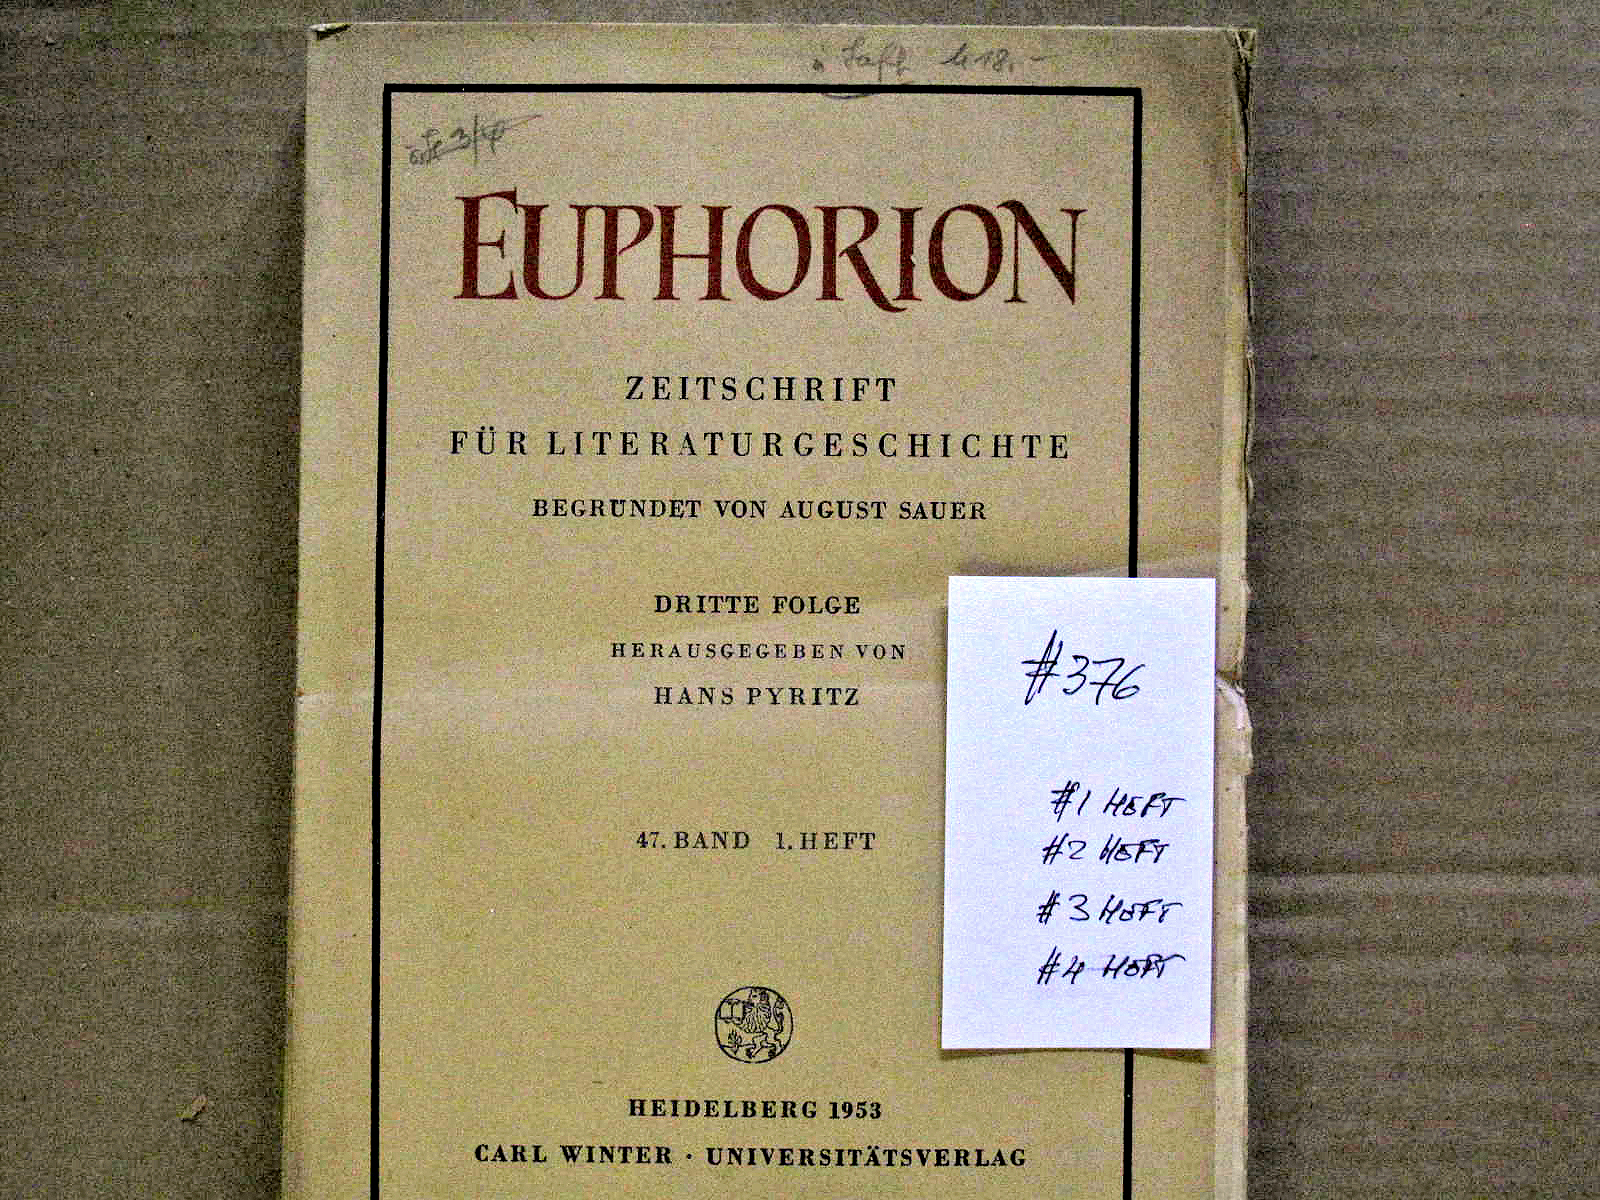 18.-
EUPHORION
ZEITSCHRIFT
FÜR LITERATURGESCHICHTE
BEGRÜNDET VON AUGUST SAUER
DRITTE FOLGE
HERAUSGEGEBEN VON
HANS PYRITZ
47. BAND 1. HEFT
HEIDELBERG 1953
CARL WINTER · UNIVERSITÄTSVERLAG
#376
#1 HEFT
#2 HEFT
#3 HEFT
#4 HEFT